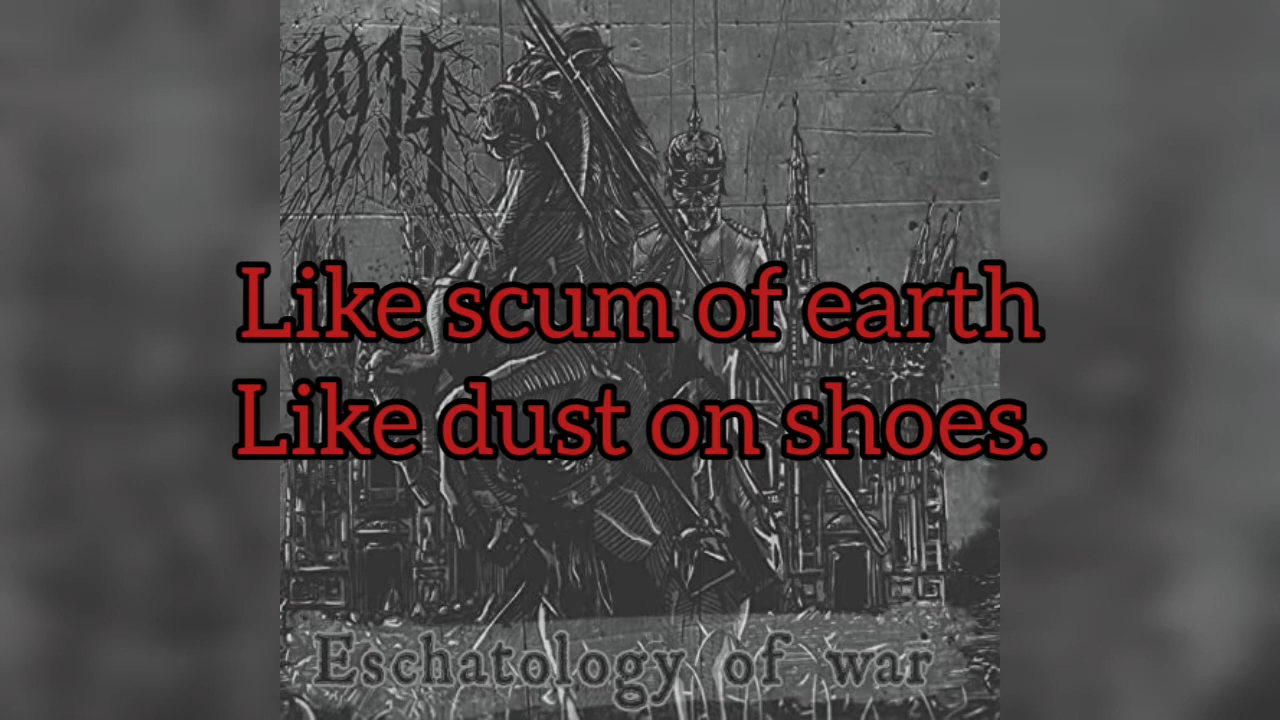 1914
Like scum of earth
Like dust on shoes.
Eschatology of war